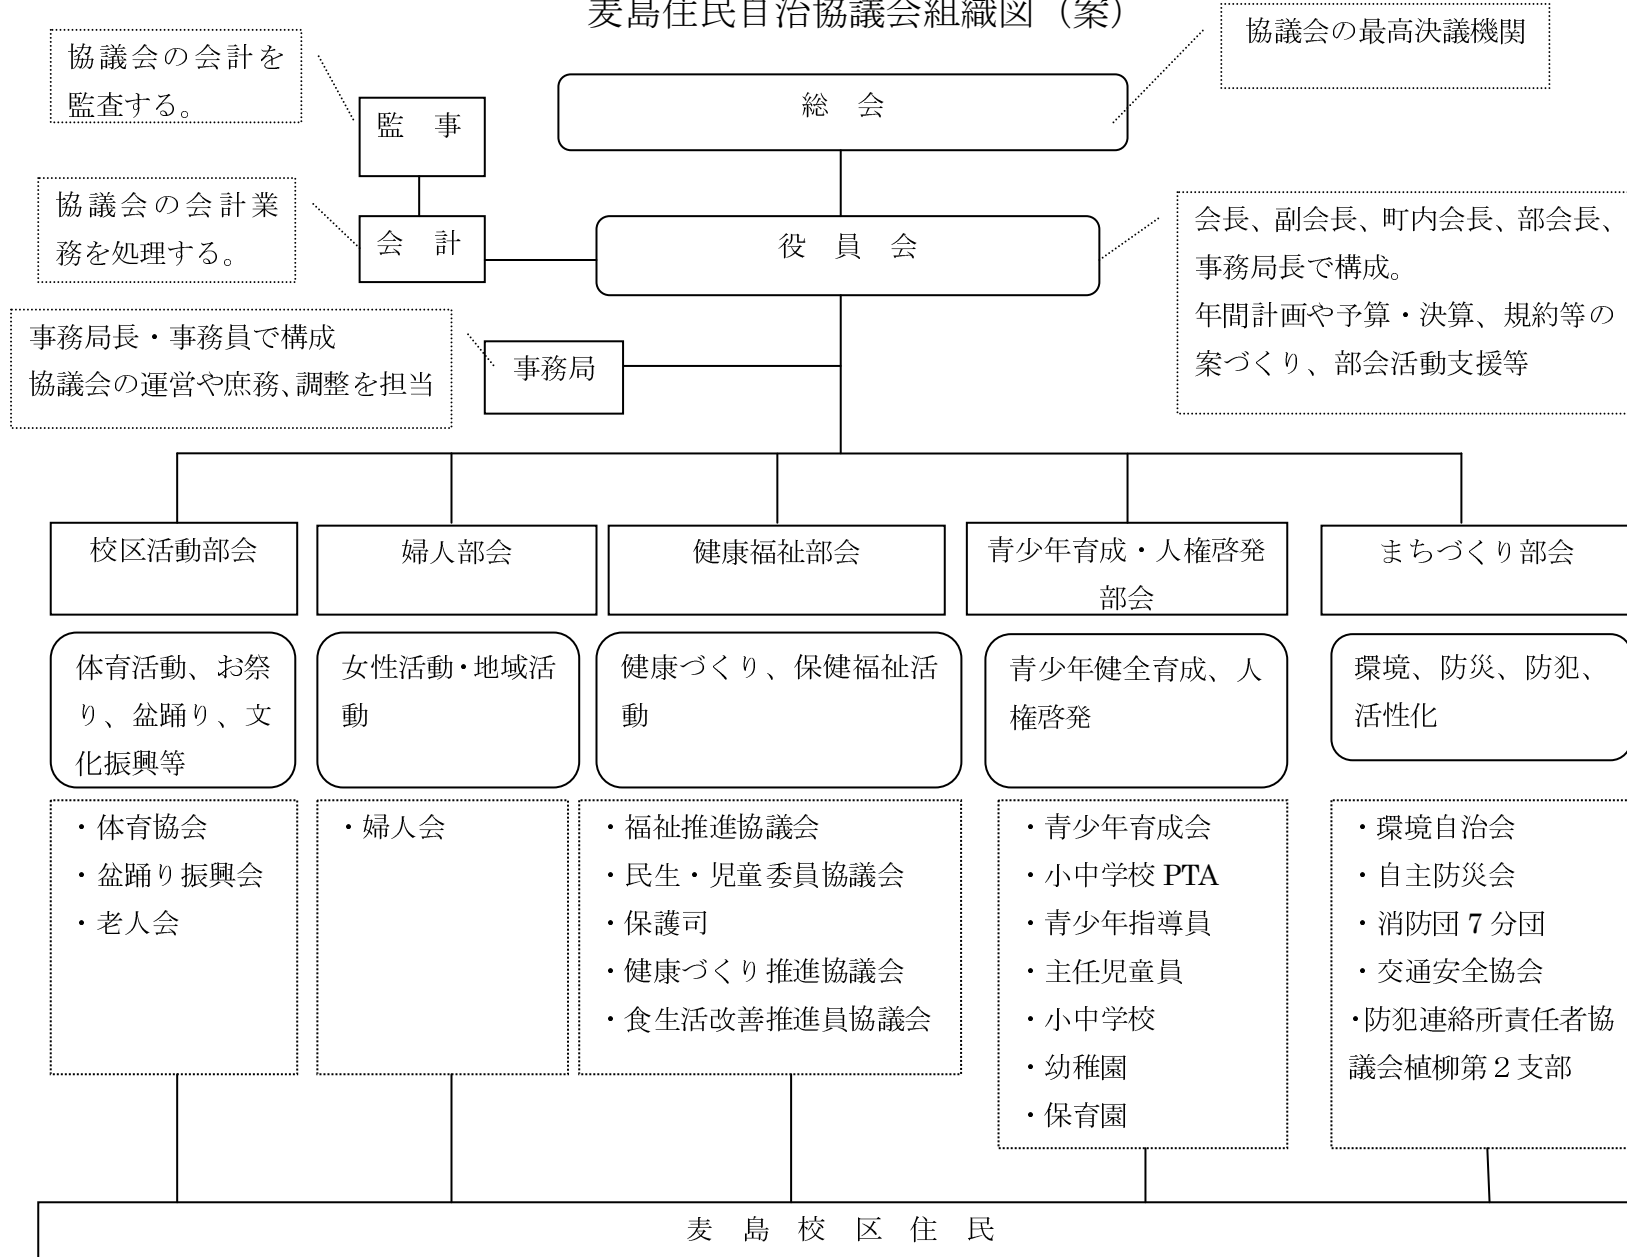 麦島住民自治協議会組織図（案）
協議会の最高決議機関
協議会の会計を
監査する。
総　会
監　事
協議会の会計業
務を処理する。
会　計
役　員　会
会長、副会長、町内会長、部会長、
事務局長で構成。
年間計画や予算・決算、規約等の
案づくり、部会活動支援等
事務局長・事務員で構成
協議会の運営や庶務、調整を担当
事務局
校区活動部会
婦人部会
健康福祉部会
青少年育成・人権啓発
部会
まちづくり部会
体育活動、お祭
り、盆踊り、文
化振興等
女性活動・地域活
動
健康づくり、保健福祉活
動
青少年健全育成、人
権啓発
環境、防災、防犯、
活性化
・体育協会
・盆踊り振興会
・老人会
・婦人会
・福祉推進協議会
・民生・児童委員協議会
・保護司
・健康づくり推進協議会
・食生活改善推進員協議会
・青少年育成会
・小中学校 PTA
・青少年指導員
・主任児童員
・小中学校
・幼稚園
・保育園
・環境自治会
・自主防災会
・消防団 7 分団
・交通安全協会
・防犯連絡所責任者協
議会植柳第２支部
麦　島　校　区　住　民